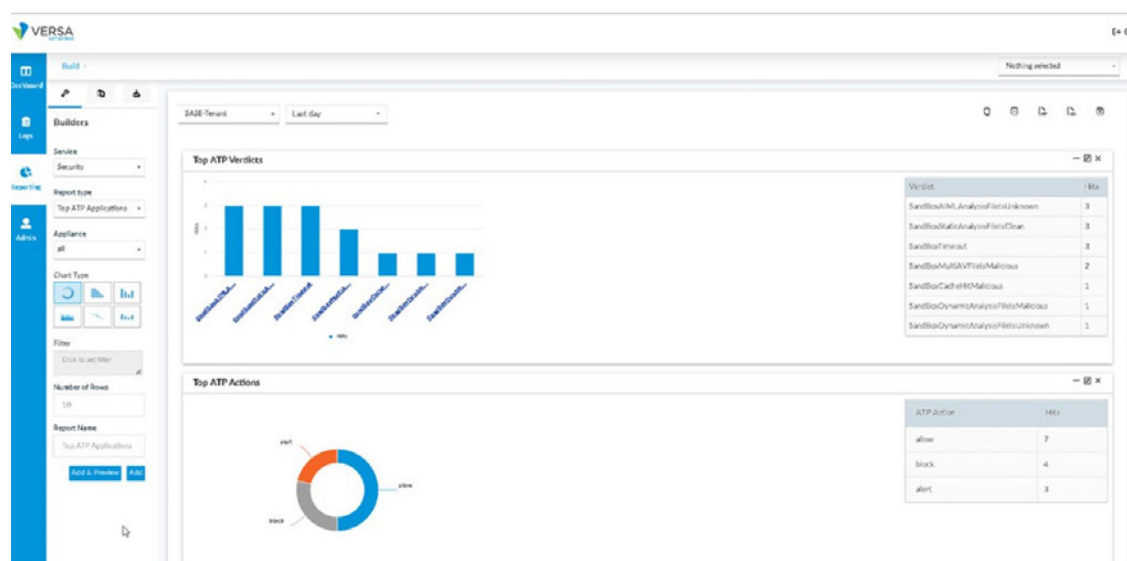 VERSA
NETWORKS
Build
Nothing selected
Dashboard
Logs
Reporting
Admin
Builders
Service
Security
Report type
Top ATP Applications
Appliance
all
Chart Type
Filter
Click to set filter
Number of Rows
10
Report Name
Top ATP Applications
Add & Preview
Add
SASE-Tenant
Last day
Top ATP Verdicts
Hits
Hits
Verdict Hits
SandBoxAIMLAnalysisFileIsUnknown 3
SandBoxStaticAnalysisFileIsClean 3
SandBoxTimeout 3
SandBoxMultiAVFileIsMalicious 2
SandBoxCacheHitMalicious 1
SandBoxDynamicAnalysisFileIsMalicious 1
SandBoxDynamicAnalysisFileIsUnknown 1
Top ATP Actions
alert
allow
block
ATP Action Hits
allow 7
block 4
alert 3